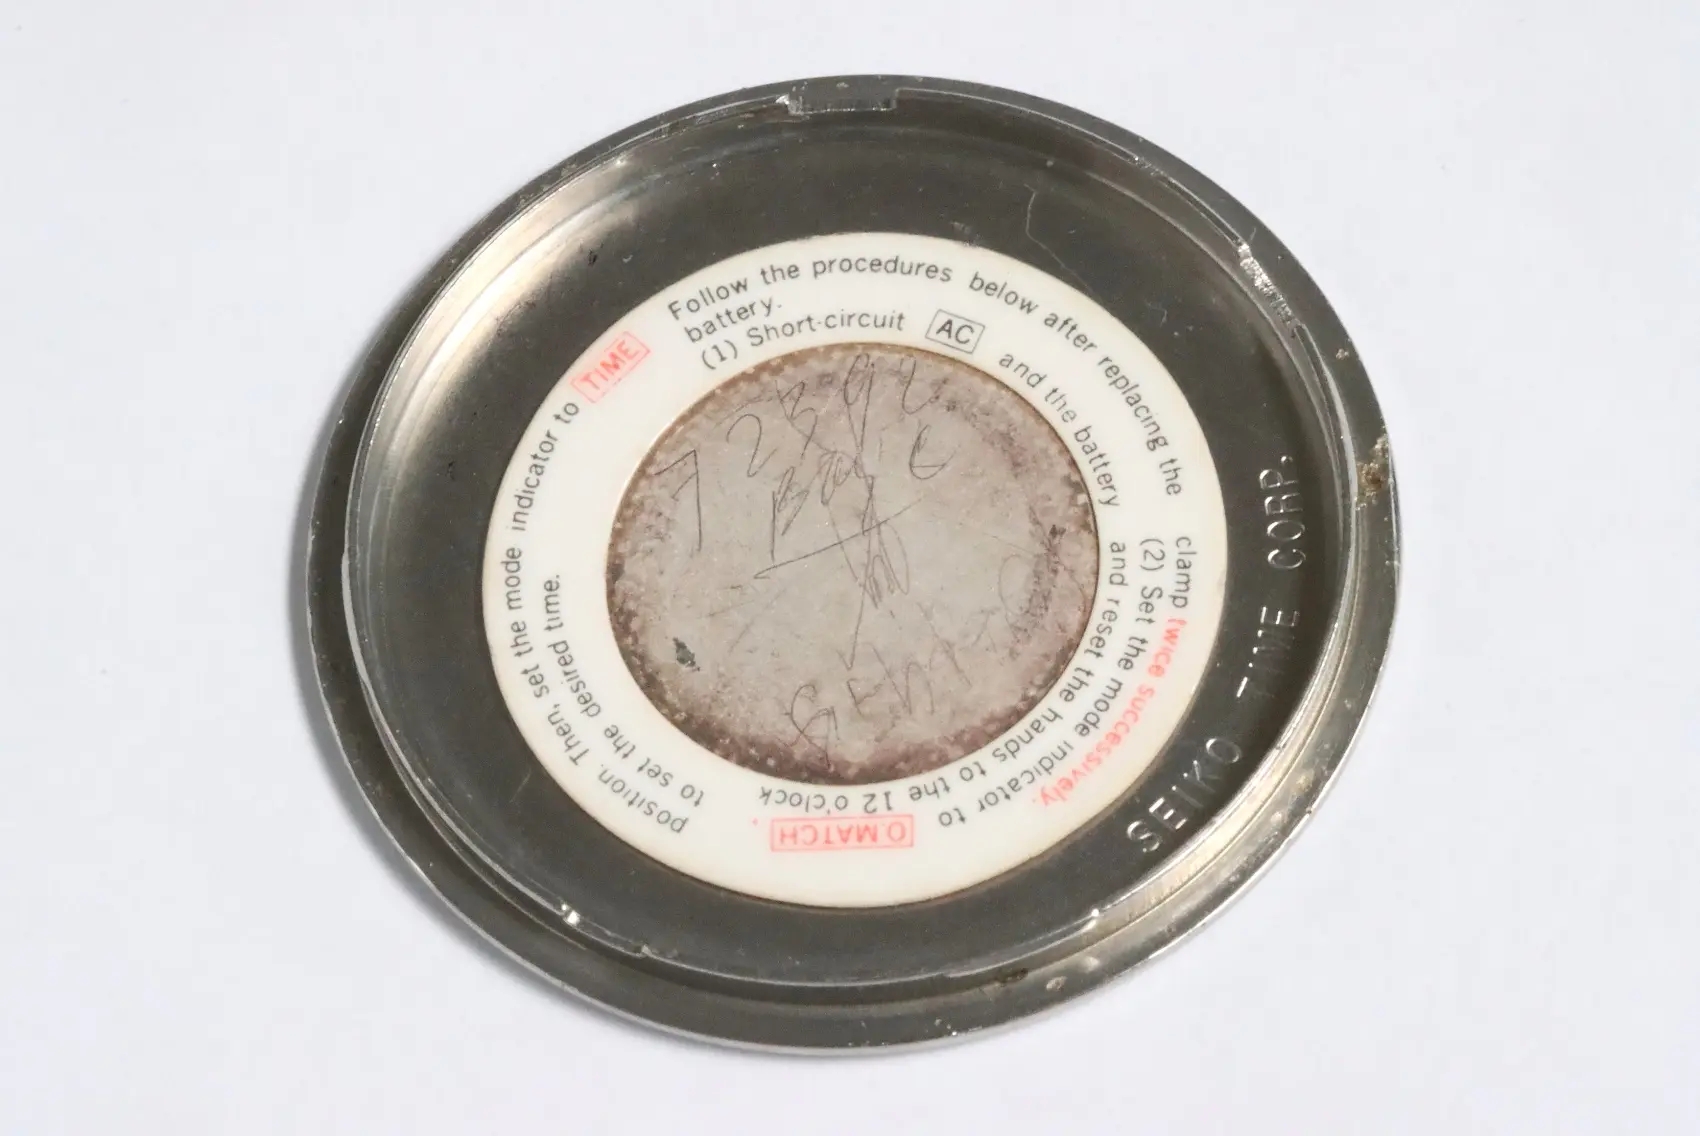 Follow the procedures below after replacing the
battery.
(1) Short-circuit AC and the battery clamp twice successively.
(2) Set the mode indicator to O.MATCH,
and reset the hands to the 12 o'clock
position. Then, set the mode indicator to TIME
to set the desired time.
SEIKO TIME CORP.